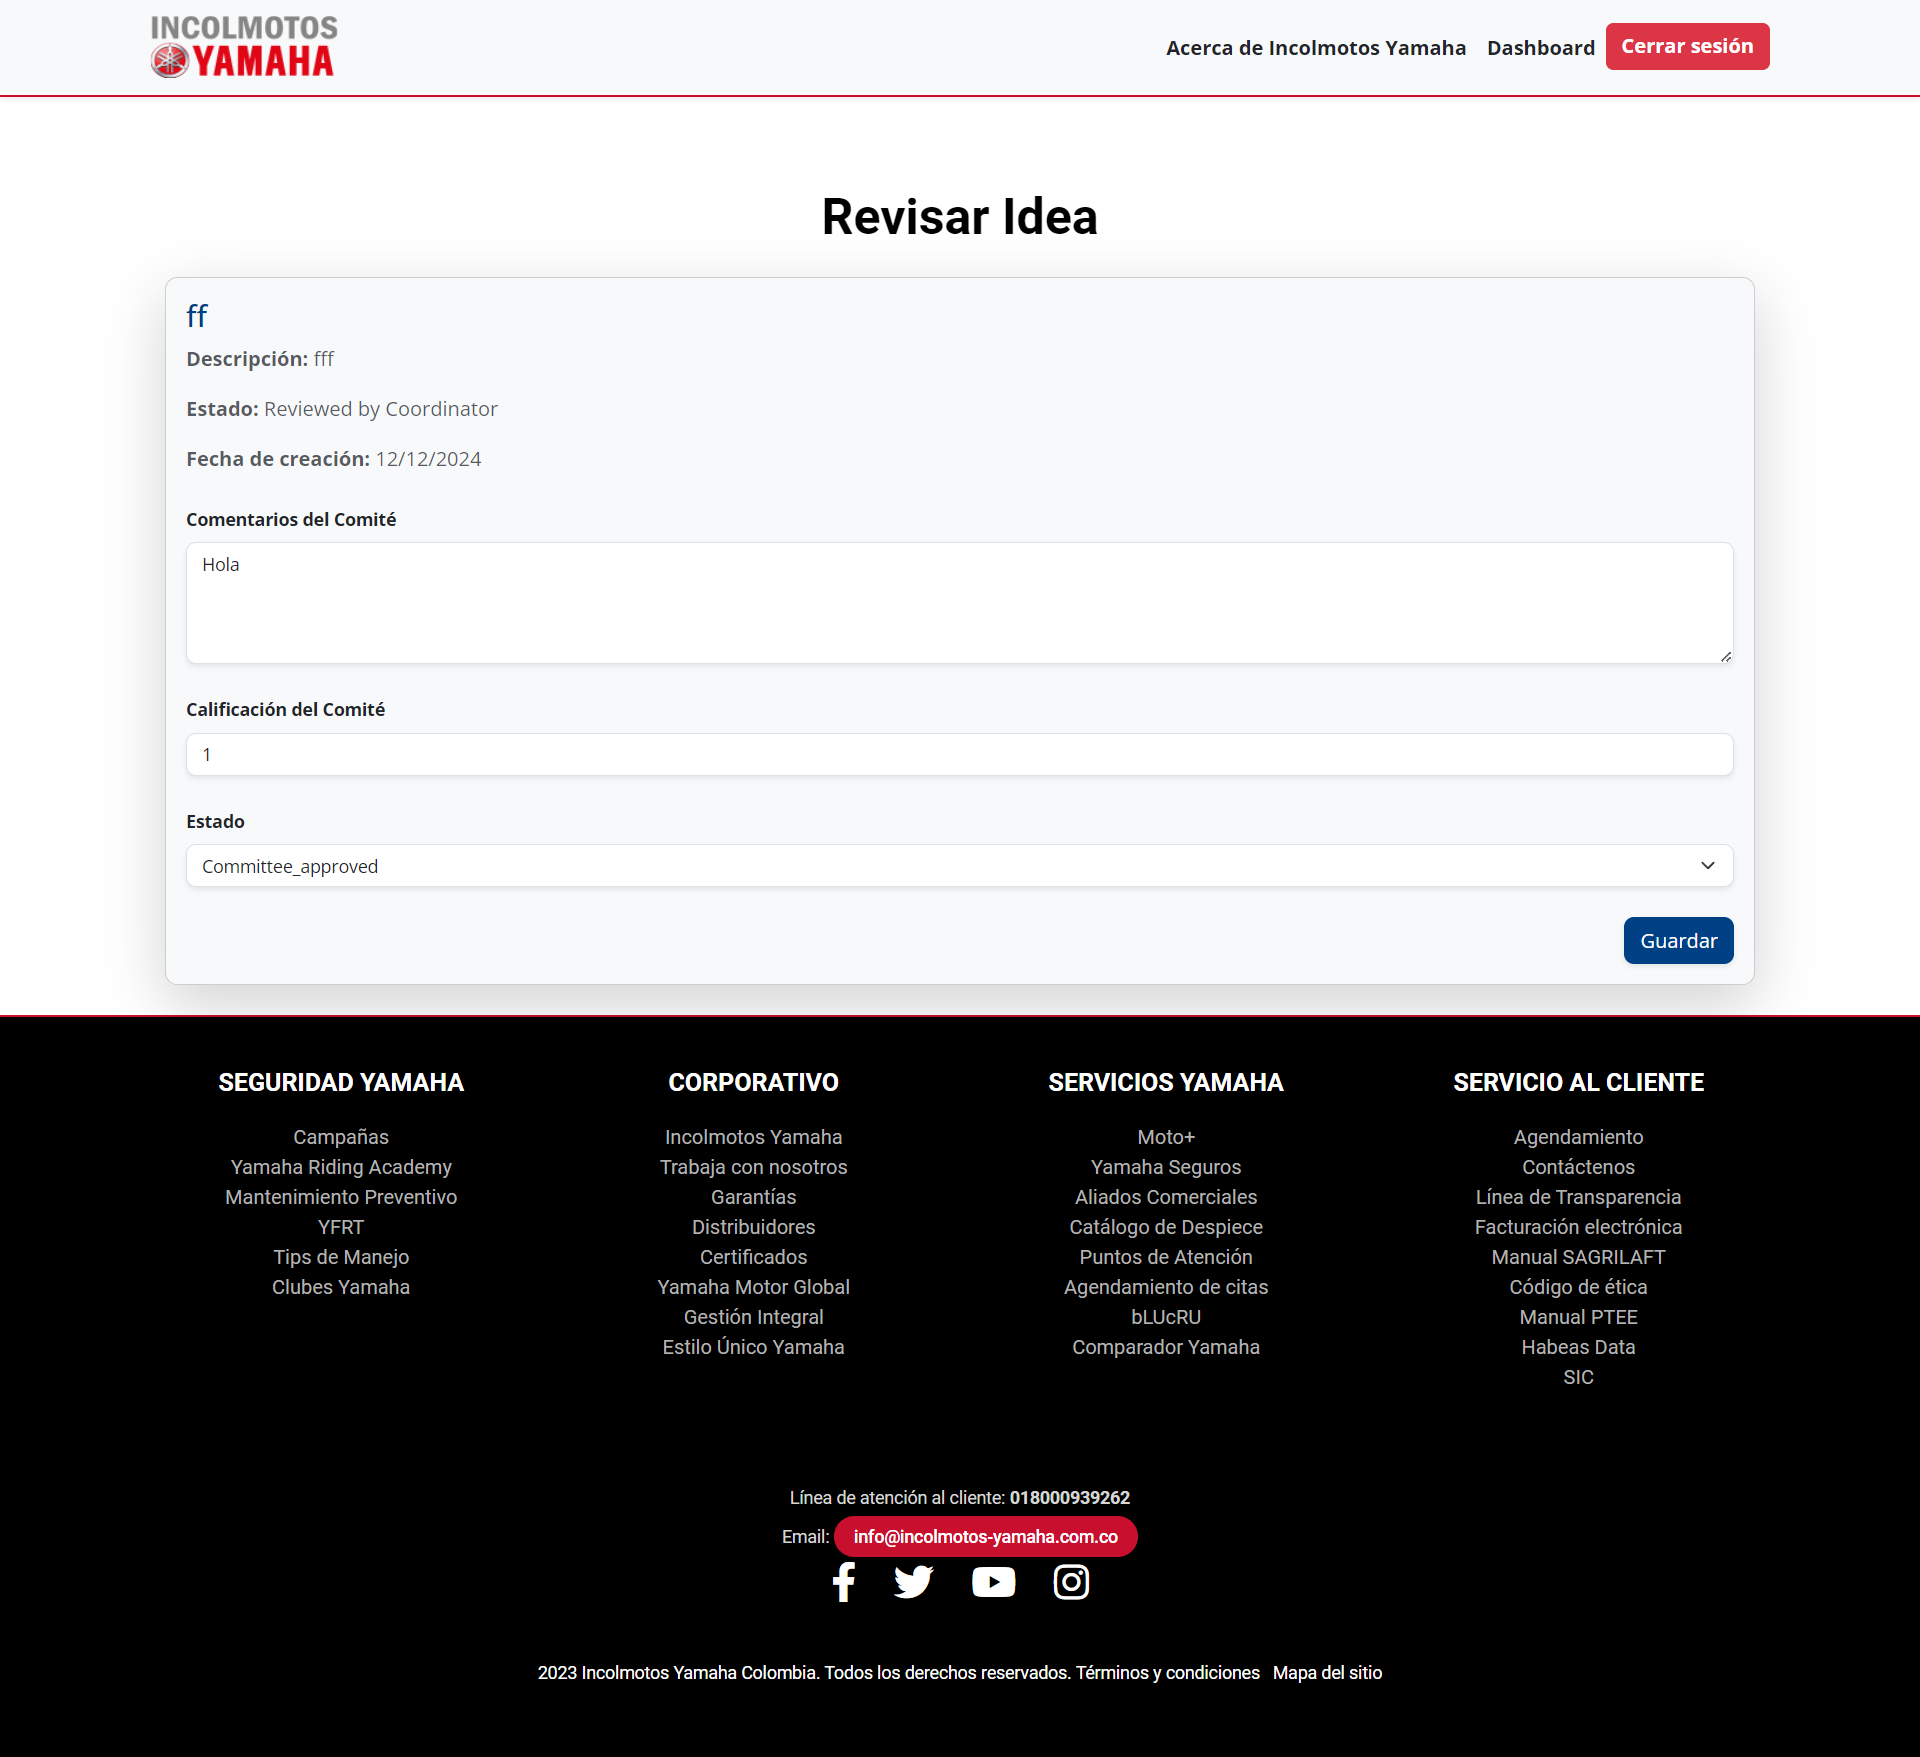 INCOLMOTOS
YAMAHA
Acerca de Incolmotos Yamaha
Dashboard
Cerrar sesión
Revisar Idea
ff
Descripción: fff
Estado: Reviewed by Coordinator
Fecha de creación: 12/12/2024
Comentarios del Comité
Hola
Calificación del Comité
1
Estado
Committee_approved
Guardar
SEGURIDAD YAMAHA
Campañas
Yamaha Riding Academy
Mantenimiento Preventivo
YFRT
Tips de Manejo
Clubes Yamaha
CORPORATIVO
Incolmotos Yamaha
Trabaja con nosotros
Garantías
Distribuidores
Certificados
Yamaha Motor Global
Gestión Integral
Estilo Único Yamaha
SERVICIOS YAMAHA
Moto+
Yamaha Seguros
Aliados Comerciales
Catálogo de Despiece
Puntos de Atención
Agendamiento de citas
bLUcRU
Comparador Yamaha
SERVICIO AL CLIENTE
Agendamiento
Contáctenos
Línea de Transparencia
Facturación electrónica
Manual SAGRILAFT
Código de ética
Manual PTEE
Habeas Data
SIC
Línea de atención al cliente: 018000939262
Email: info@incolmotos-yamaha.com.co
2023 Incolmotos Yamaha Colombia. Todos los derechos reservados. Términos y condiciones Mapa del sitio